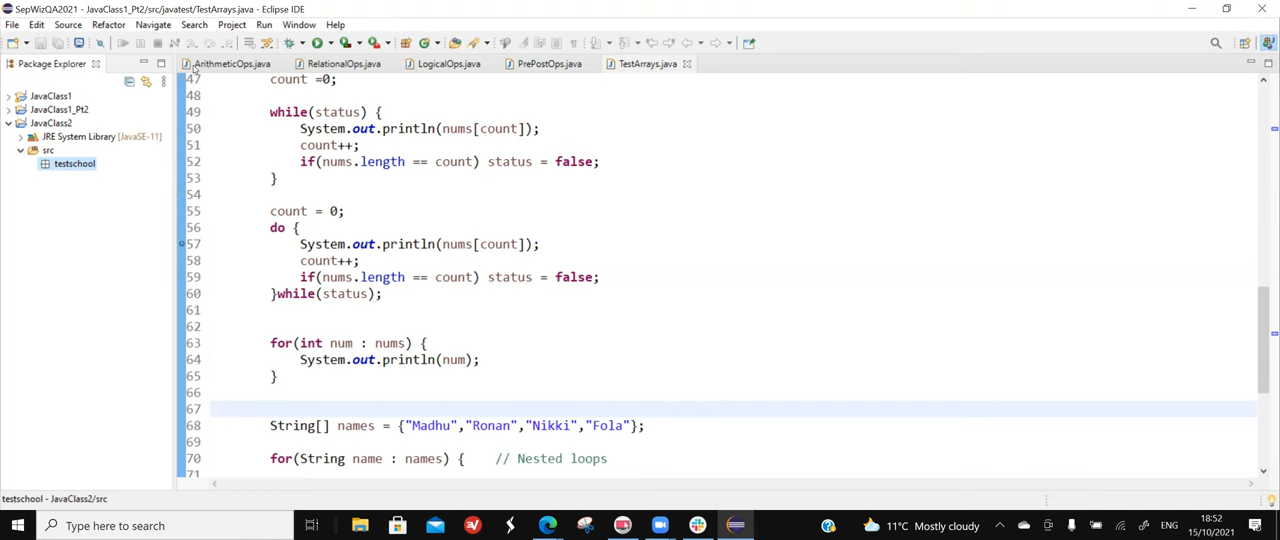 SepWizQA2021 - JavaClass1_Pt2/src/javatest/TestArrays.java - Eclipse IDE
File Edit Source Refactor Navigate Search Project Run Window Help
Package Explorer
ArithmeticOps.java RelationalOps.java LogicalOps.java PrePostOps.java TestArrays.java
JavaClass1
JavaClass1_Pt2
JavaClass2
JRE System Library [JavaSE-11]
src
testschool
47 count =0;
48
49 while(status) {
50 System.out.println(nums[count]);
51 count++;
52 if(nums.length == count) status = false;
53 }
54
55 count = 0;
56 do {
57 System.out.println(nums[count]);
58 count++;
59 if(nums.length == count) status = false;
60 }while(status);
61
62
63 for(int num : nums) {
64 System.out.println(num);
65 }
66
67
68 String[] names = {"Madhu","Ronan","Nikki","Fola"};
69
70 for(String name : names) { // Nested loops
71
testschool - JavaClass2/src
Type here to search
11°C Mostly cloudy
ENG
18:52
15/10/2021